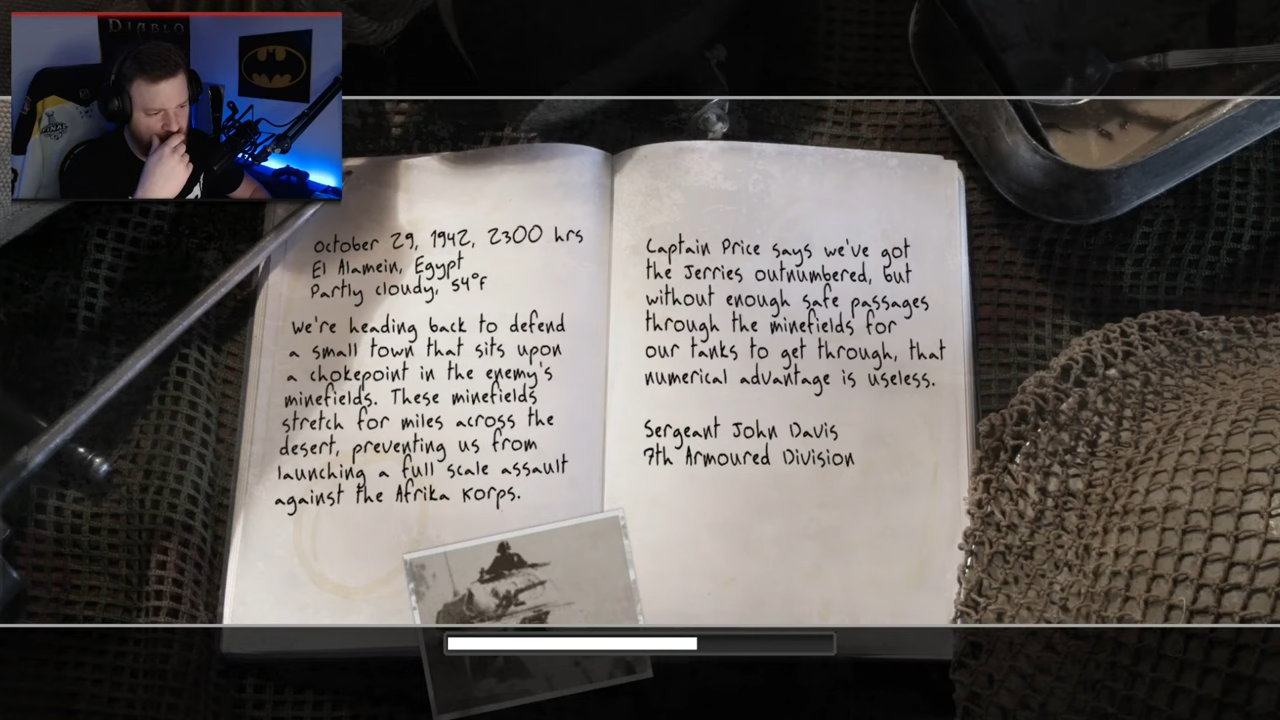 DIABLO
FINAL
October 29, 1942, 2300 hrs
El Alamein, Egypt
Partly cloudy, 54°F
We're heading back to defend
a small town that sits upon
a chokepoint in the enemy's
minefields. These minefields
stretch for miles across the
desert, preventing us from
launching a full scale assault
against the Afrika Korps.
Captain Price says we've got
the Jerries outnumbered, but
without enough safe passages
through the minefields for
our tanks to get through, that
numerical advantage is useless.
Sergeant John Davis
7th Armoured Division